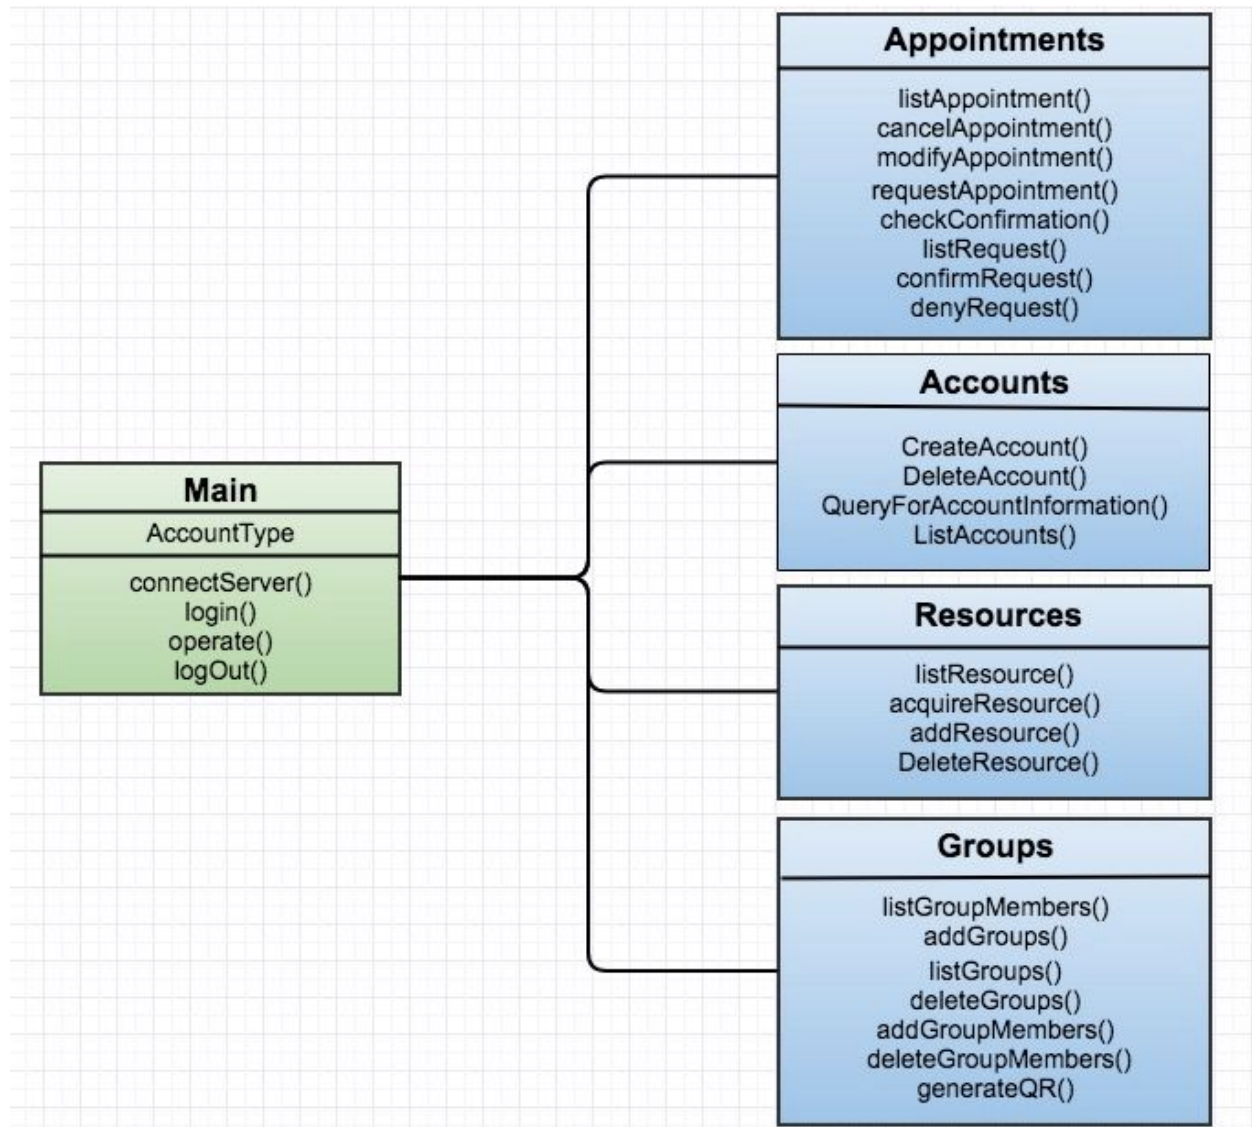 Appointments
listAppointment()
cancelAppointment()
modifyAppointment()
requestAppointment()
checkConfirmation()
listRequest()
confirmRequest()
denyRequest()
Accounts
CreateAccount()
DeleteAccount()
QueryForAccountInformation()
ListAccounts()
Main
AccountType
connectServer()
login()
operate()
logOut()
Resources
listResource()
acquireResource()
addResource()
DeleteResource()
Groups
listGroupMembers()
addGroups()
listGroups()
deleteGroups()
addGroupMembers()
deleteGroupMembers()
generateQR()